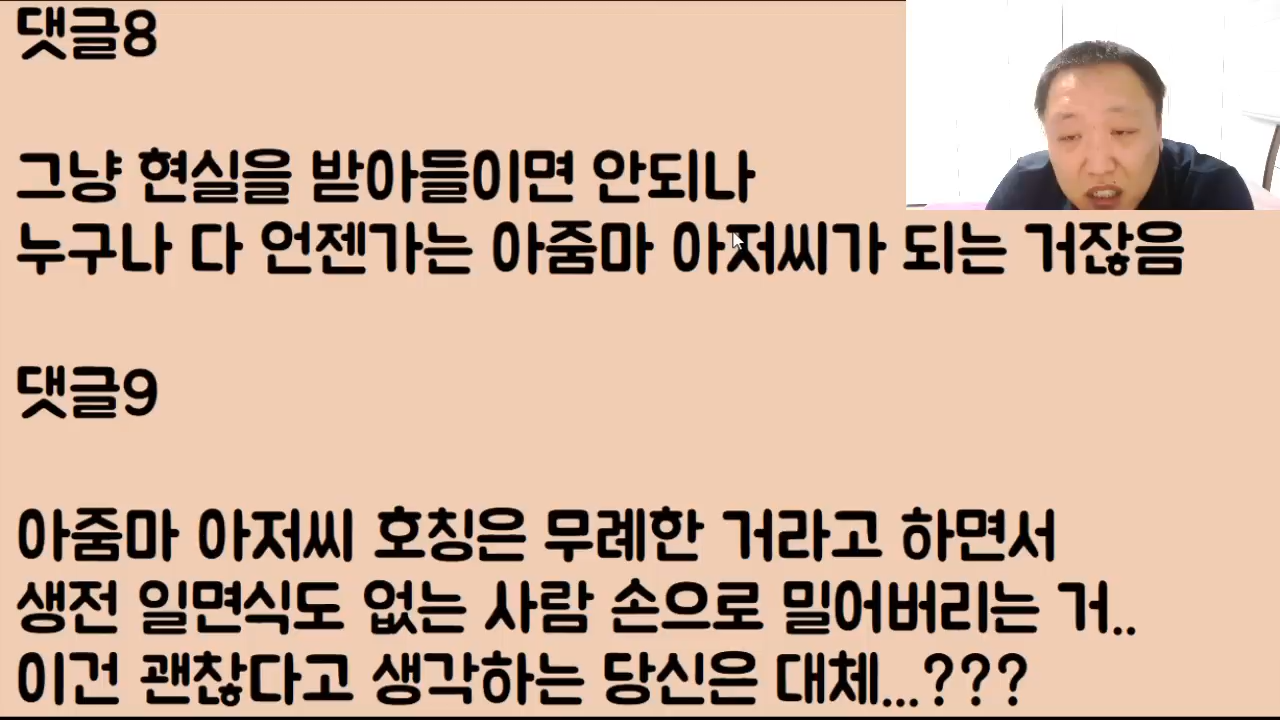 댓글8
그냥 현실을 받아들이면 안되나
누구나 다 언젠가는 아줌마 아저씨가 되는 거잖음
댓글9
아줌마 아저씨 호칭은 무례한 거라고 하면서
생전 일면식도 없는 사람 손으로 밀어버리는 거..
이건 괜찮다고 생각하는 당신은 대체...???